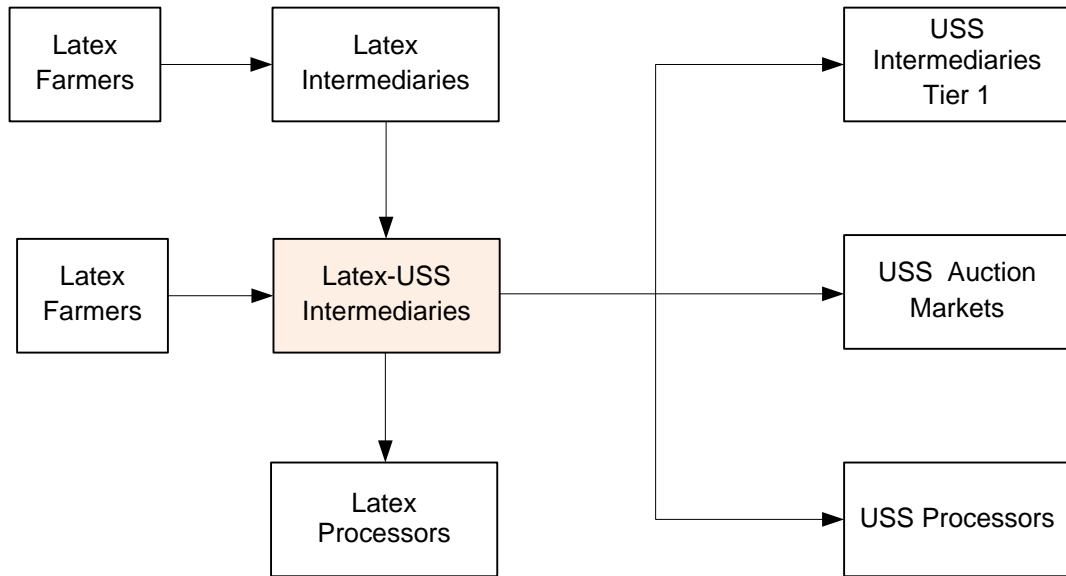 Latex
Farmers
Latex
Intermediaries
USS
Intermediaries
Tier 1
Latex
Farmers
Latex-USS
Intermediaries
USS Auction
Markets
Latex
Processors
USS Processors